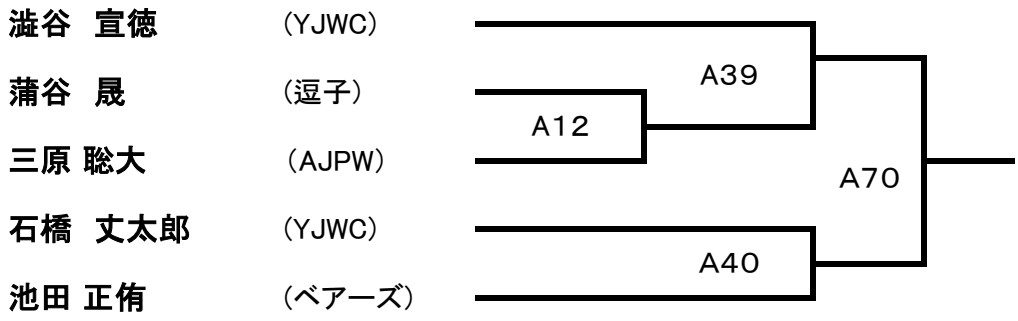 澁谷　宣徳 （YJWC）
蒲谷　晟 （逗子）
三原 聡大 （AJPW）
石橋　丈太郎 （YJWC）
池田 正侑 （ベアーズ）
A39
A12
A70
A40